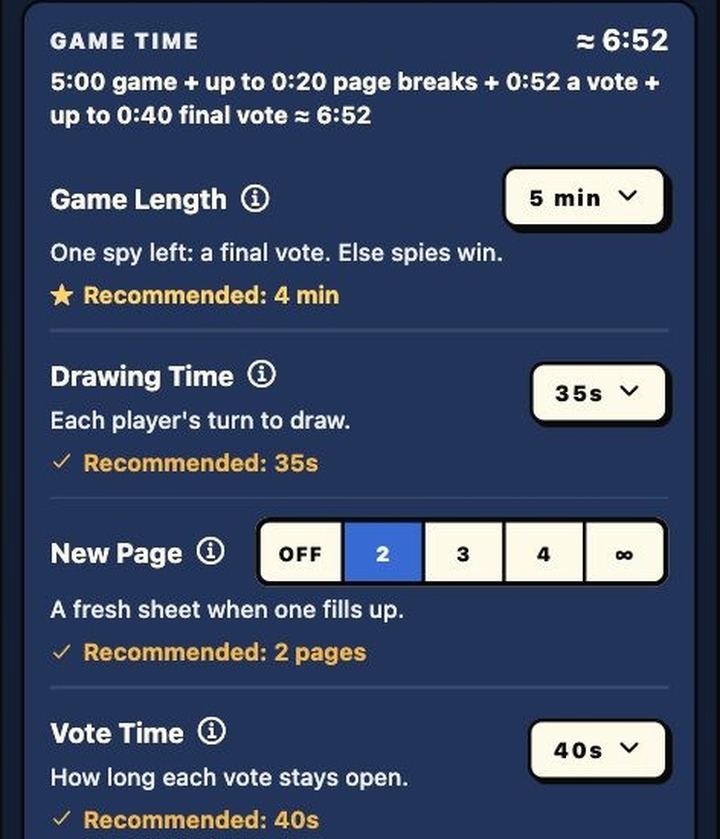 GAME TIME ≈ 6:52
5:00 game + up to 0:20 page breaks + 0:52 a vote +
up to 0:40 final vote ≈ 6:52
Game Length 5 min
One spy left: a final vote. Else spies win.
★ Recommended: 4 min
Drawing Time 35s
Each player's turn to draw.
✓ Recommended: 35s
New Page OFF 2 3 4 ∞
A fresh sheet when one fills up.
✓ Recommended: 2 pages
Vote Time 40s
How long each vote stays open.
✓ Recommended: 40s